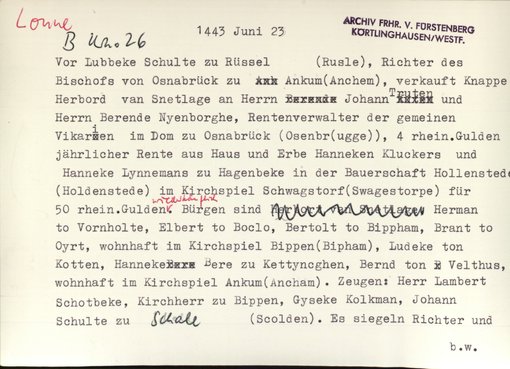 Lonne
B Urk. 26
1443 Juni 23
ARCHIV FRHR. V. FÜRSTENBERG
KÖRTLINGHAUSEN/WESTF.
Vor Lubbeke Schulte zu Rüssel (Rusle), Richter des
Bischofs von Osnabrück zu Ankum(Anchem), verkauft Knappe
Herbord van Snetlage an Herrn Johann Truten und
Herrn Berende Nyenborghe, Rentenverwalter der gemeinen
Vikarien im Dom zu Osnabrück (Osenbr(ugge)), 4 rhein.Gulden
jährlicher Rente aus Haus und Erbe Hanneken Kluckers und
Hanneke Lynnemans zu Hagenbeke in der Bauerschaft Hollenstede
(Holdenstede) im Kirchspiel Schwagstorf(Swagestorpe) für
50 rhein.Gulden. Bürgen sind Herman
to Vornholte, Elbert to Boclo, Bertolt to Bippham, Brant to
Oyrt, wohnhaft im Kirchspiel Bippen(Bipham), Ludeke ton
Kotten, Hanneke Bere zu Kettyncghen, Bernd ton Velthus,
wohnhaft im Kirchspiel Ankum(Ancham). Zeugen: Herr Lambert
Schotbeke, Kirchherr zu Bippen, Gyseke Kolkman, Johann
Schulte zu Schale (Scolden). Es siegeln Richter und
b.w.